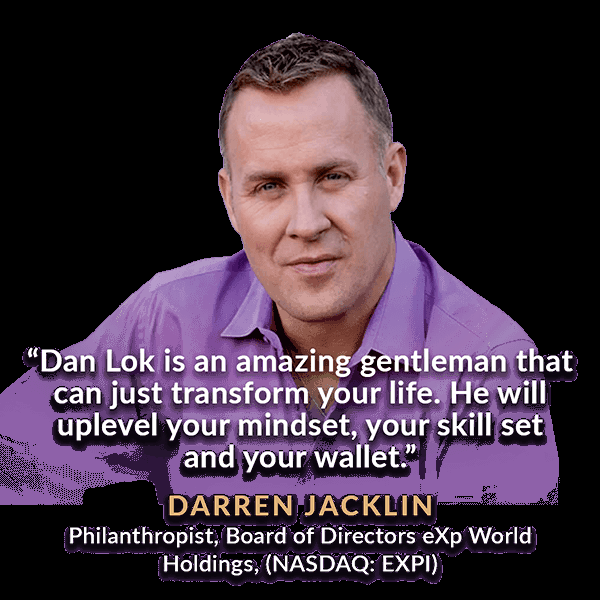 “Dan Lok is an amazing gentleman that
can just transform your life. He will
uplevel your mindset, your skill set
and your wallet.”
DARREN JACKLIN
Philanthropist, Board of Directors eXp World
Holdings, (NASDAQ: EXPI)